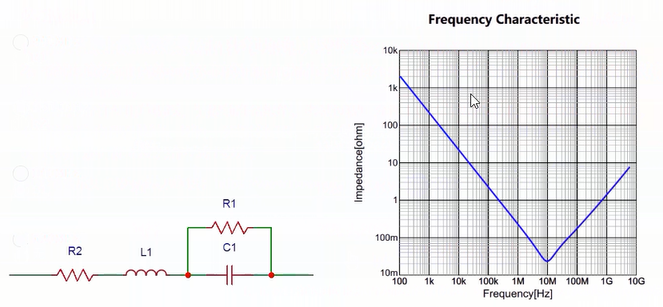 Frequency Characteristic
10k
1k
100
10
1
100m
10m
Impedance[ohm]
100 1k 10k 100k 1M 10M 100M 1G 10G
Frequency[Hz]
R1
C1
R2
L1